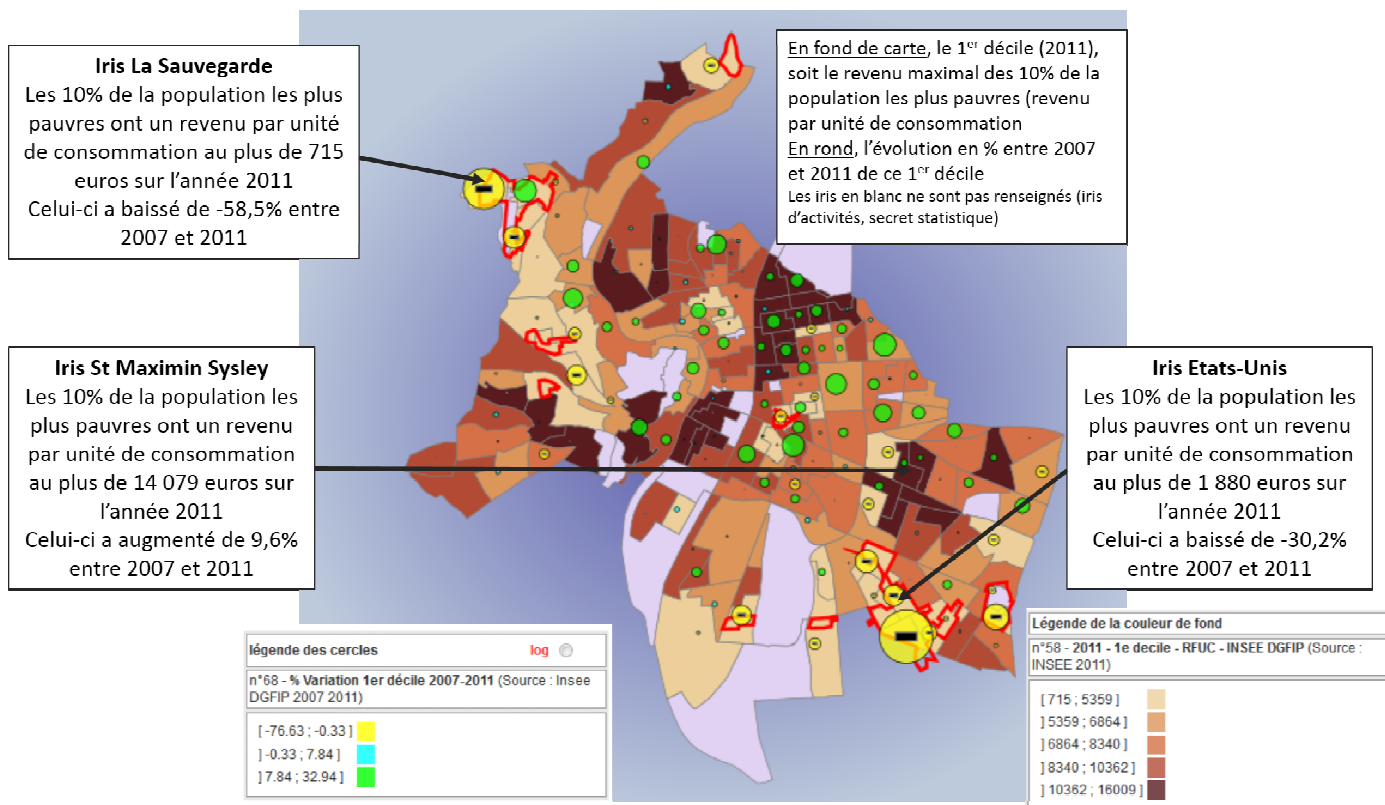 Iris La Sauvegarde
Les 10% de la population les plus
pauvres ont un revenu par unité
de consommation au plus de 715
euros sur l’année 2011
Celui-ci a baissé de -58,5% entre
2007 et 2011
En fond de carte, le 1er décile (2011),
soit le revenu maximal des 10% de la
population les plus pauvres (revenu
par unité de consommation
En rond, l’évolution en % entre 2007
et 2011 de ce 1er décile
Les iris en blanc ne sont pas renseignés (iris
d’activités, secret statistique)
Iris St Maximin Sysley
Les 10% de la population les
plus pauvres ont un revenu
par unité de consommation
au plus de 14 079 euros sur
l’année 2011
Celui-ci a augmenté de 9,6%
entre 2007 et 2011
Iris Etats-Unis
Les 10% de la population les
plus pauvres ont un revenu
par unité de consommation
au plus de 1 880 euros sur
l’année 2011
Celui-ci a baissé de -30,2%
entre 2007 et 2011
légende des cercles log
n°68 - % Variation 1er décile 2007-2011 (Source : Insee
DGFIP 2007 2011)
[ -76.63 ; -0.33 ]
]-0.33 ; 7.84 ]
] 7.84 ; 32.94 ]
Légende de la couleur de fond
n°58 - 2011 - 1e decile - RFUC - INSEE DGFIP (Source :
INSEE 2011)
[ 715 ; 5359 ]
] 5359 ; 6864 ]
] 6864 ; 8340 ]
] 8340 ; 10362 ]
] 10362 ; 16009 ]